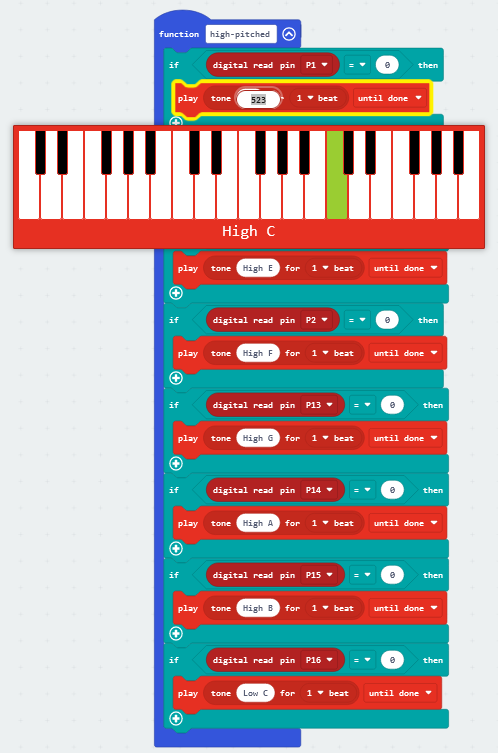 function high-pitched
if digital read pin P1 = 0 then
play tone 523 1 beat until done
High C
play tone High E for 1 beat until done
if digital read pin P2 = 0 then
play tone High F for 1 beat until done
if digital read pin P13 = 0 then
play tone High G for 1 beat until done
if digital read pin P14 = 0 then
play tone High A for 1 beat until done
if digital read pin P15 = 0 then
play tone High B for 1 beat until done
if digital read pin P16 = 0 then
play tone Low C for 1 beat until done